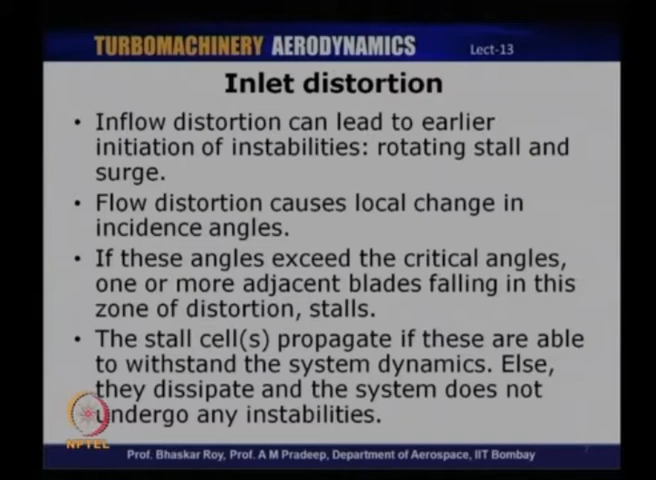 TURBOMACHINERY AERODYNAMICS Lect-13
Inlet distortion
• Inflow distortion can lead to earlier
initiation of instabilities: rotating stall and
surge.
• Flow distortion causes local change in
incidence angles.
• If these angles exceed the critical angles,
one or more adjacent blades falling in this
zone of distortion, stalls.
• The stall cell(s) propagate if these are able
to withstand the system dynamics. Else,
they dissipate and the system does not
undergo any instabilities.
NPTEL
Prof. Bhaskar Roy, Prof. A M Pradeep, Department of Aerospace, IIT Bombay
7